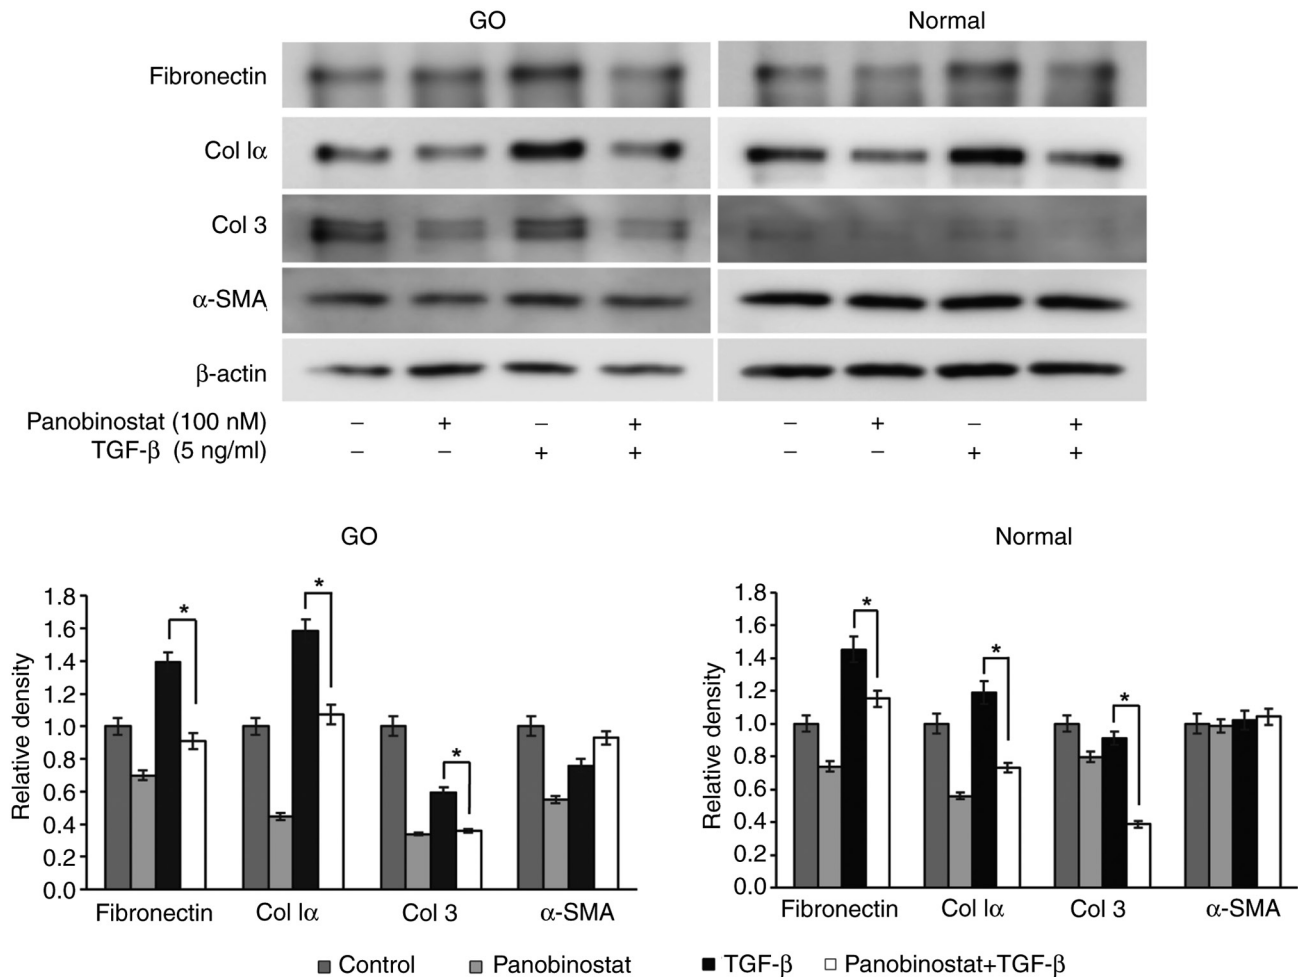 GO Normal
Fibronectin
Col Iα
Col 3
α-SMA
β-actin
Panobinostat (100 nM) – + – + – + – +
TGF-β (5 ng/ml) – – + + – – + +
GO
Relative density
1.8
1.6
1.4
1.2
1.0
0.8
0.6
0.4
0.2
0.0
* * *
Fibronectin Col Iα Col 3 α-SMA
Normal
Relative density
1.8
1.6
1.4
1.2
1.0
0.8
0.6
0.4
0.2
0.0
* * *
Fibronectin Col Iα Col 3 α-SMA
Control Panobinostat TGF-β Panobinostat+TGF-β